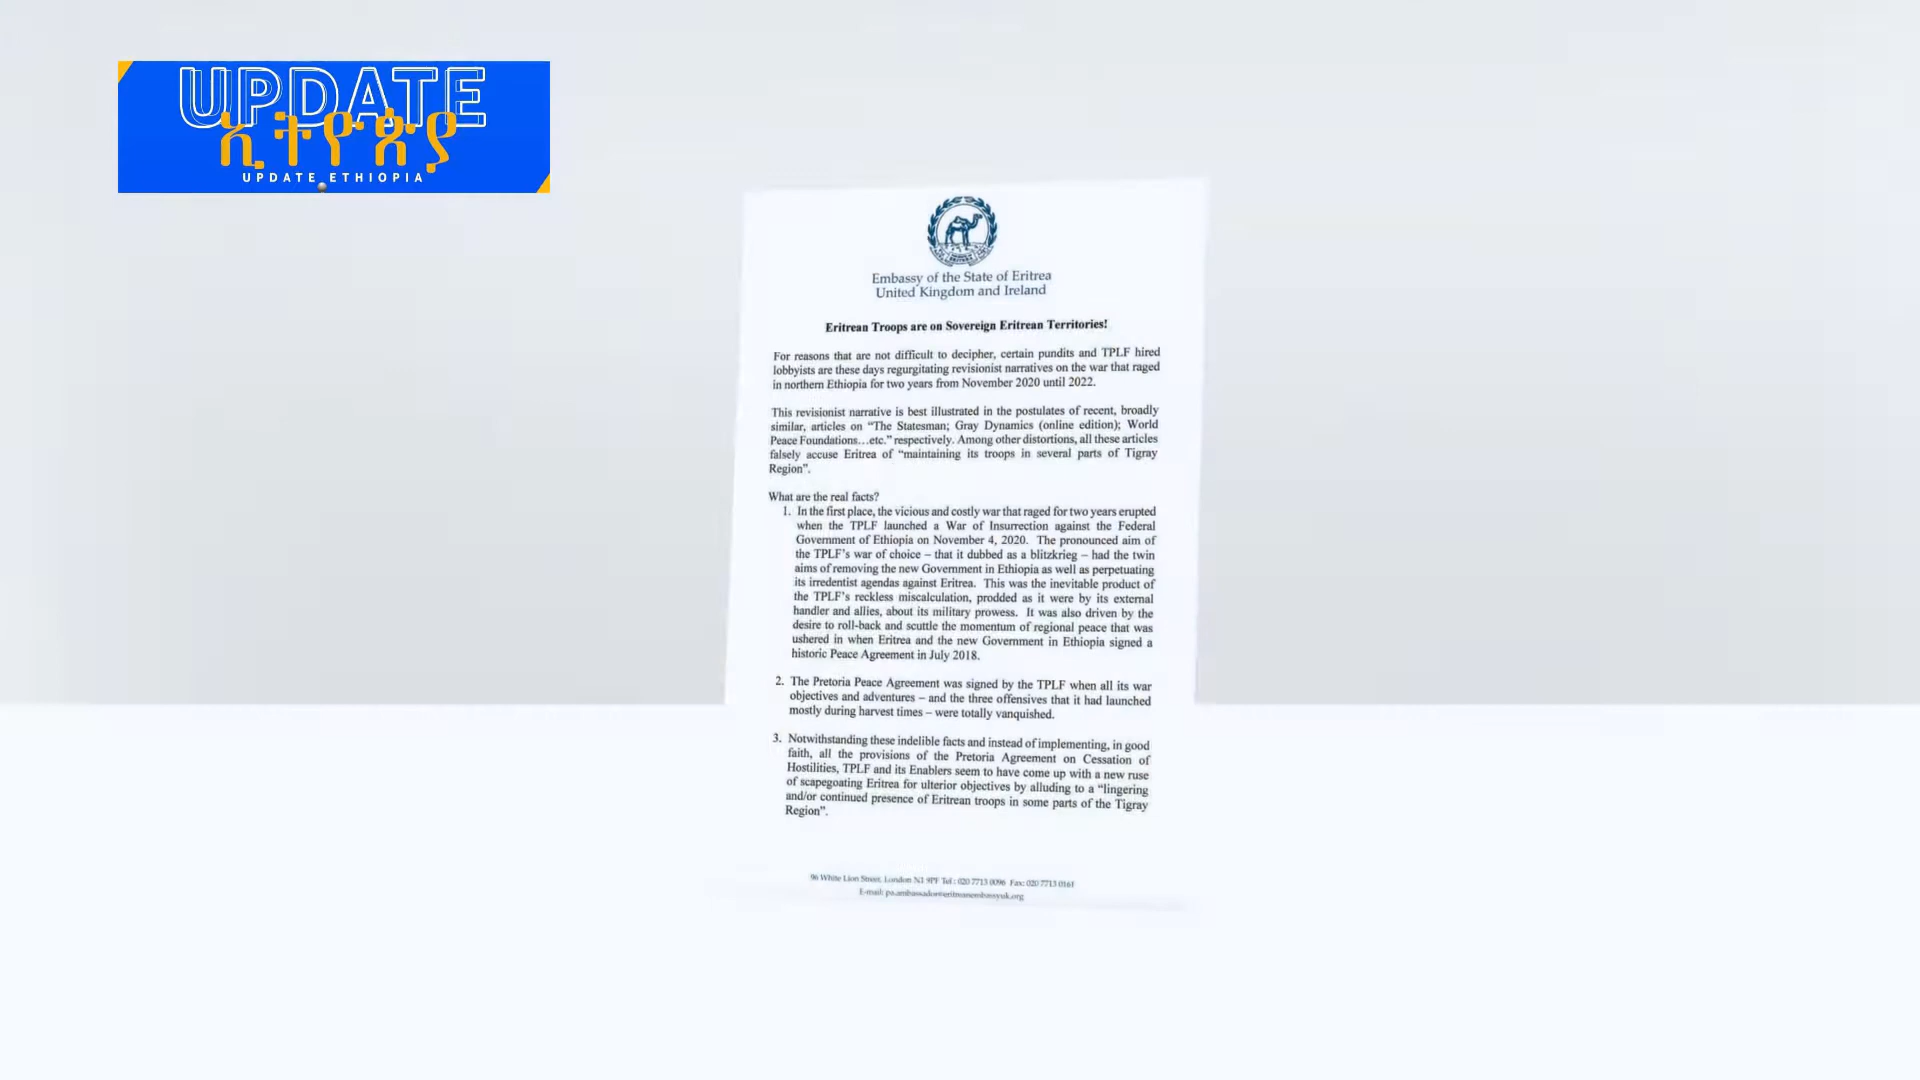 UPDATE
ኢትዮጵያ
UPDATE ETHIOPIA
Embassy of the State of Eritrea
United Kingdom and Ireland
Eritrean Troops are on Sovereign Eritrean Territories!
For reasons that are not difficult to decipher, certain pundits and TPLF hired
lobbyists are these days regurgitating revisionist narratives on the war that raged
in northern Ethiopia for two years from November 2020 until 2022.
This revisionist narrative is best illustrated in the postulates of recent, broadly
similar, articles on “The Statesman; Gray Dynamics (online edition); World
Peace Foundations…etc.” respectively. Among other distortions, all these articles
falsely accuse Eritrea of “maintaining its troops in several parts of Tigray
Region”.
What are the real facts?
1. In the first place, the vicious and costly war that raged for two years erupted
when the TPLF launched a War of Insurrection against the Federal
Government of Ethiopia on November 4, 2020. The pronounced aim of
the TPLF’s war of choice – that it dubbed as a blitzkrieg – had the twin
aims of removing the new Government in Ethiopia as well as perpetuating
its irredentist agendas against Eritrea. This was the inevitable product of
the TPLF’s reckless miscalculation, prodded as it were by its external
handler and allies, about its military prowess. It was also driven by the
desire to roll-back and scuttle the momentum of regional peace that was
ushered in when Eritrea and the new Government in Ethiopia signed a
historic Peace Agreement in July 2018.
2. The Pretoria Peace Agreement was signed by the TPLF when all its war
objectives and adventures – and the three offensives that it had launched
mostly during harvest times – were totally vanquished.
3. Notwithstanding these indelible facts and instead of implementing, in good
faith, all the provisions of the Pretoria Agreement on Cessation of
Hostilities, TPLF and its Enablers seem to have come up with a new ruse
of scapegoating Eritrea for ulterior objectives by alluding to a “lingering
and/or continued presence of Eritrean troops in some parts of the Tigray
Region”.
96 White Lion Street, London N1 9PF Tel: 020 7713 0096 Fax: 020 7713 0161
E-mail: